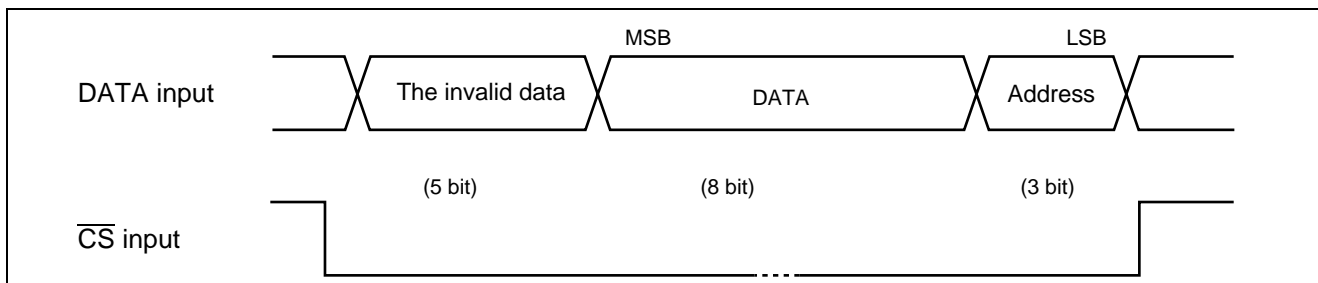 MSB LSB
DATA input The invalid data DATA Address
(5 bit) (8 bit) (3 bit)
CS input